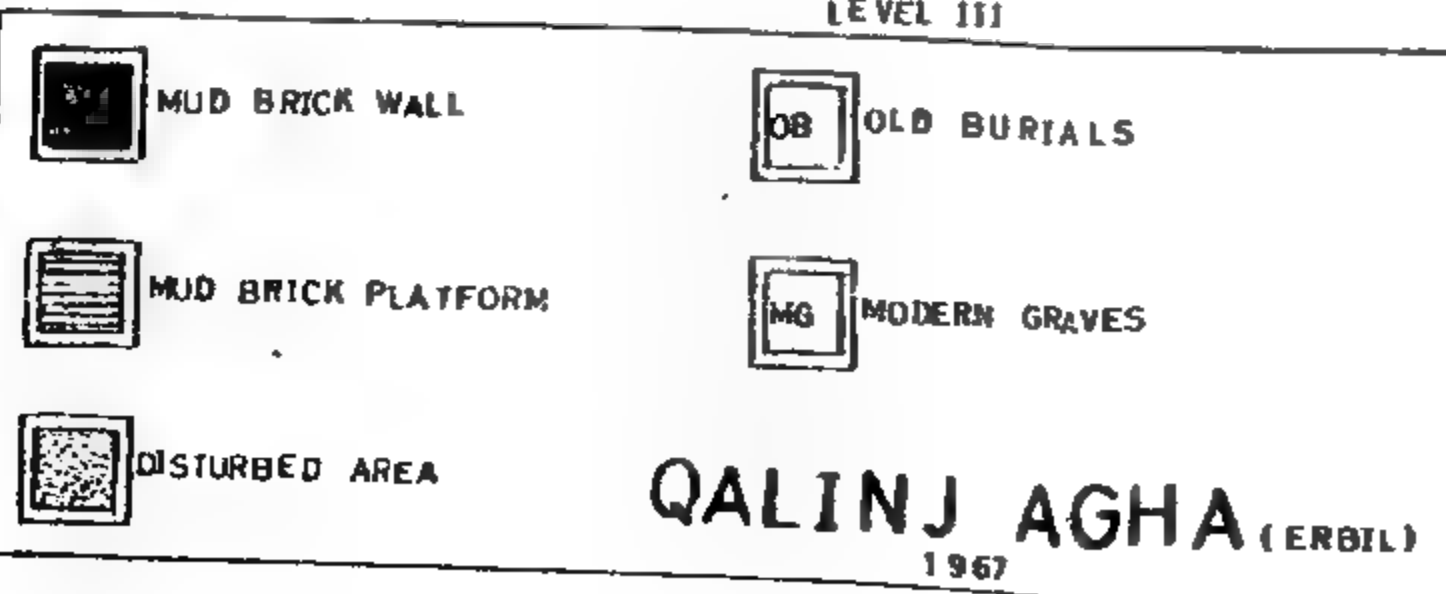 LEVEL III
MUD BRICK WALL
OB OLD BURIALS
MUD BRICK PLATFORM
MG MODERN GRAVES
DISTURBED AREA
QALINJ AGHA (ERBIL)
1967